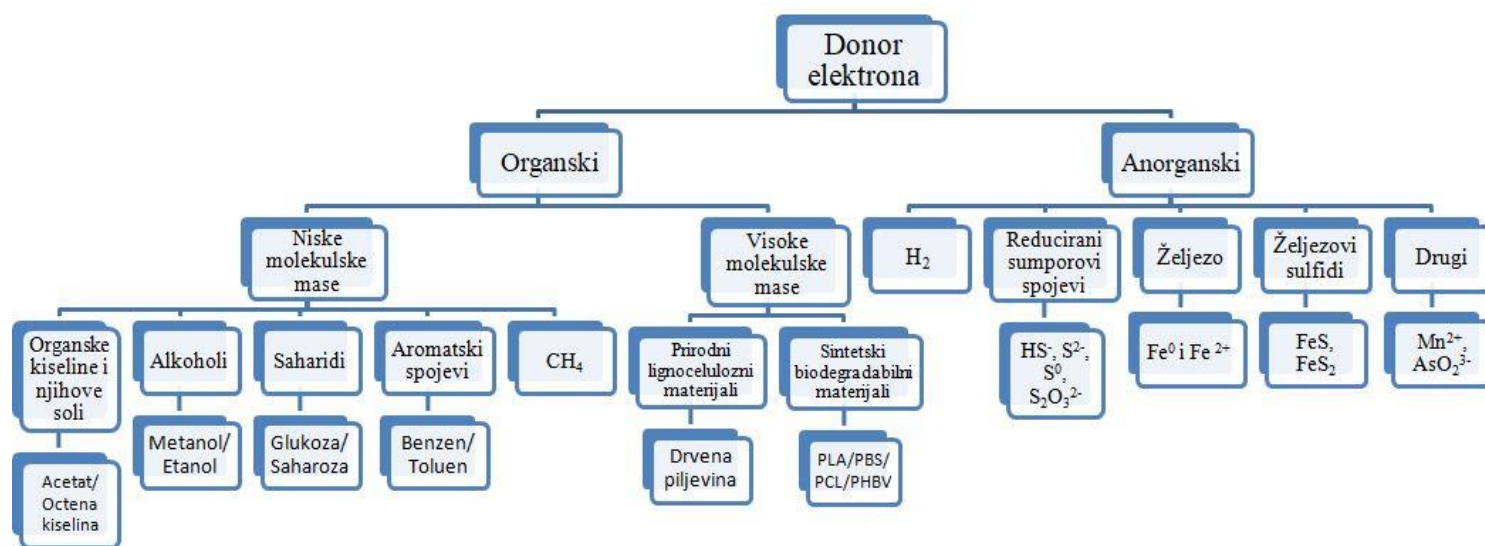 Donor
elektrona
Organski
Anorganski
Niske
molekulske
mase
Visoke
molekulske
mase
H₂
Reducirani
sumporovi
spojevi
Željezo
Željezovi
sulfidi
Drugi
Organske
kiseline i
njihove
soli
Alkoholi
Saharidi
Aromatski
spojevi
CH₄
Prirodni
lignocelulozni
materijali
Sintetski
biodegradabilni
materijali
HS⁻, S²⁻,
S⁰,
S₂O₃²⁻
Fe⁰ i Fe ²⁺
FeS,
FeS₂
Mn²⁺,
AsO₂³⁻
Acetat/
Octena
kiselina
Metanol/
Etanol
Glukoza/
Saharoza
Benzen/
Toluen
Drvena
piljevina
PLA/PBS/
PCL/PHBV